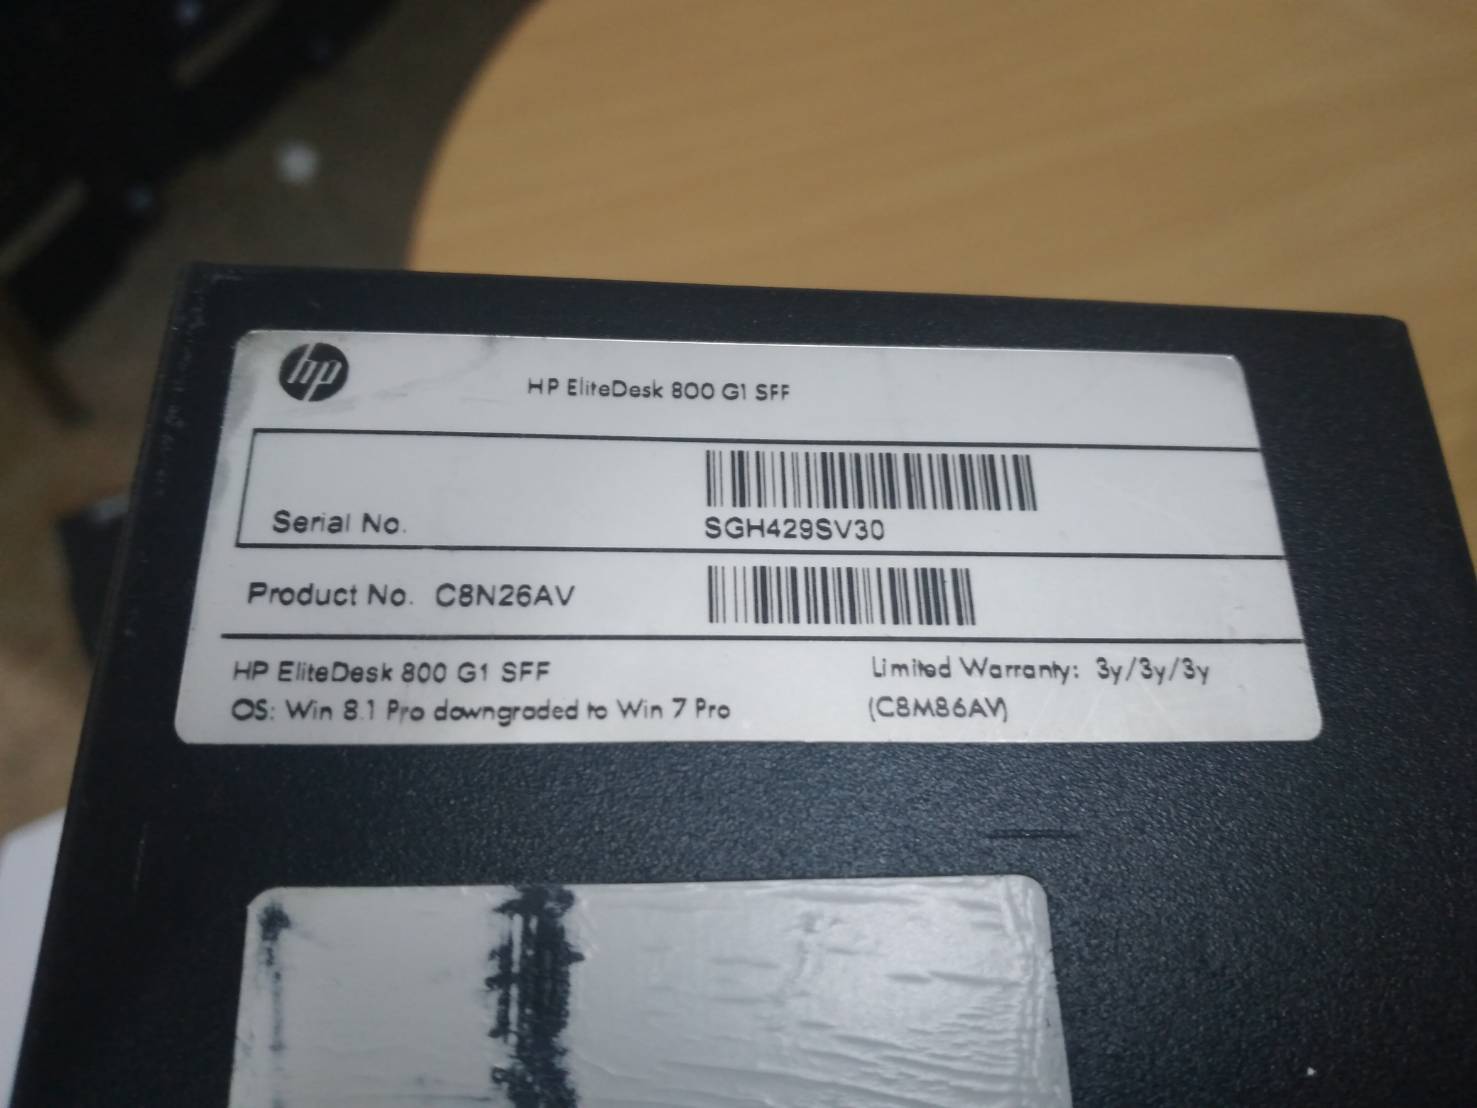 hp
HP EliteDesk 800 G1 SFF
Serial No. SGH429SV30
Product No. C8N26AV
HP EliteDesk 800 G1 SFF Limited Warranty: 3y/3y/3y
OS: Win 8.1 Pro downgraded to Win 7 Pro (C8M86AV)